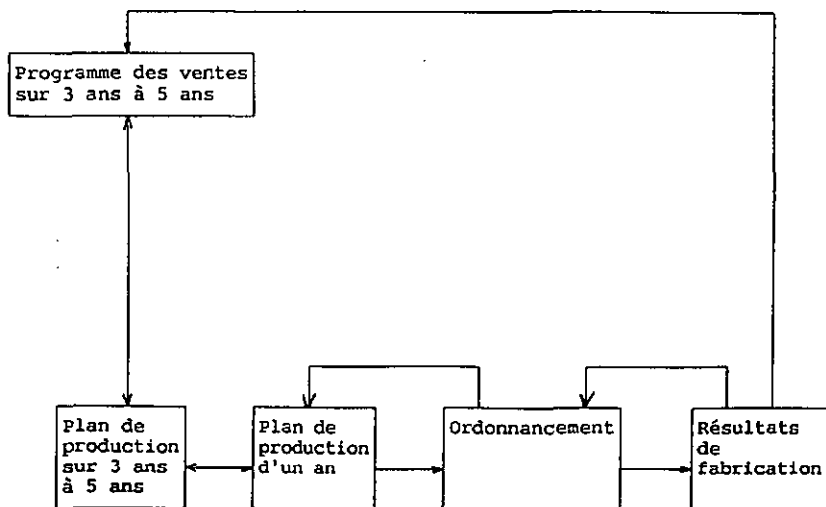 Programme des ventes
sur 3 ans à 5 ans
Plan de
production
sur 3 ans
à 5 ans
Plan de
production
d'un an
Ordonnancement
Résultats
de
fabrication